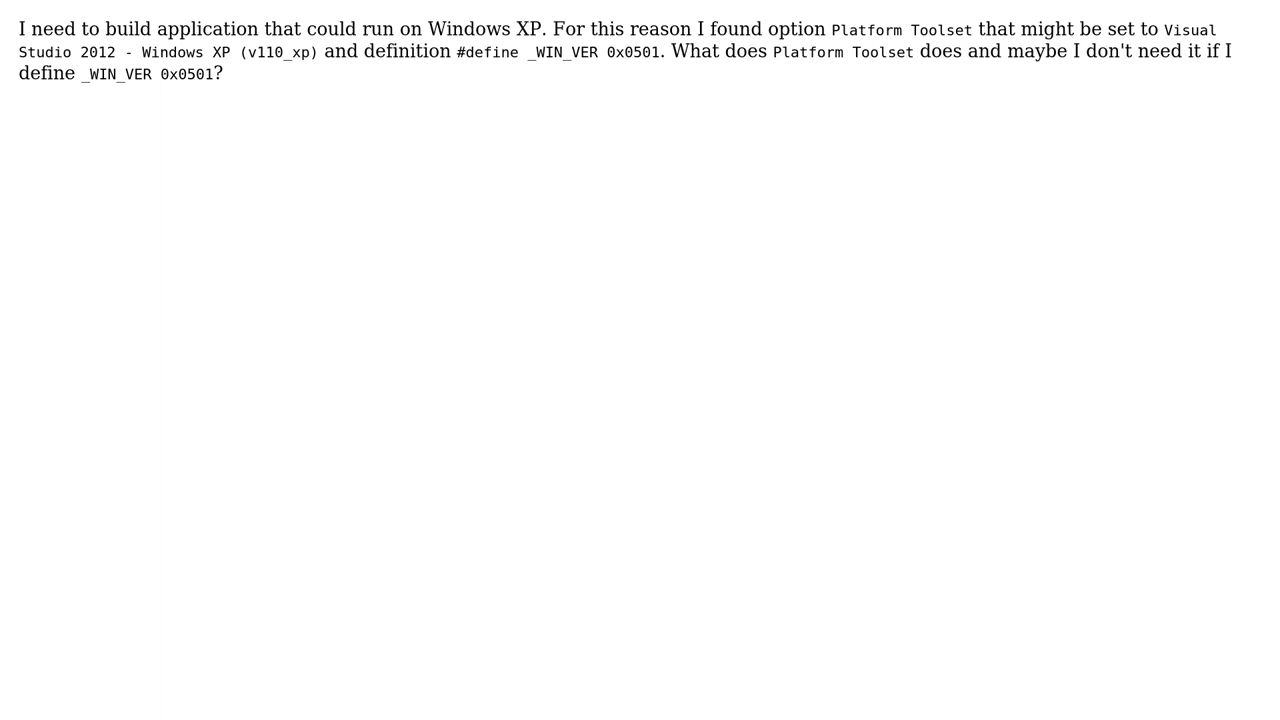 I need to build application that could run on Windows XP. For this reason I found option Platform Toolset that might be set to Visual
Studio 2012 - Windows XP (v110_xp) and definition #define _WIN_VER 0x0501. What does Platform Toolset does and maybe I don't need it if I
define _WIN_VER 0x0501?